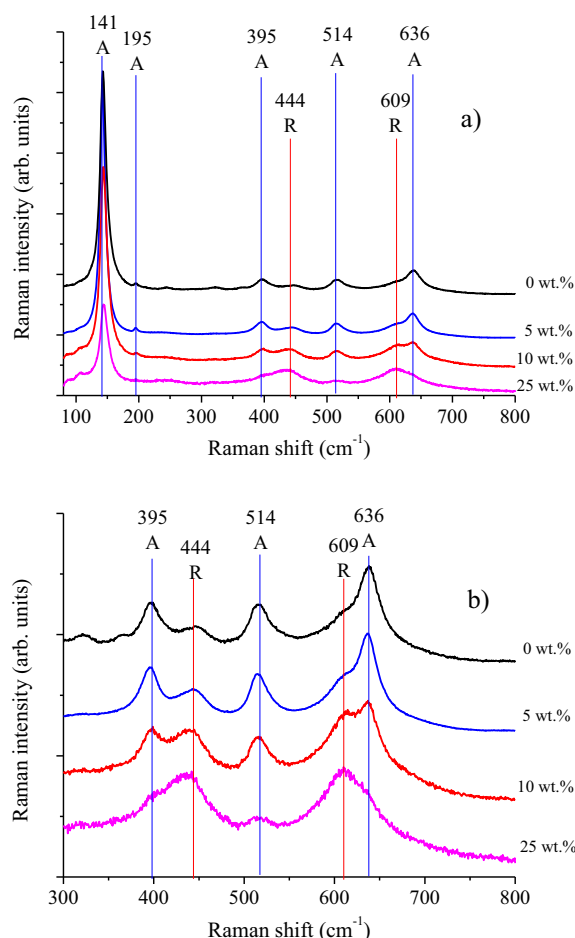 141
A
195
A
395
A
444
R
514
A
609
R
636
A
a)
Raman intensity (arb. units)
0 wt.%
5 wt.%
10 wt.%
25 wt.%
100 200 300 400 500 600 700 800
Raman shift (cm-1)
395
A
444
R
514
A
609
R
636
A
b)
Raman intensity (arb. units)
0 wt.%
5 wt.%
10 wt.%
25 wt.%
300 400 500 600 700 800
Raman shift (cm-1)